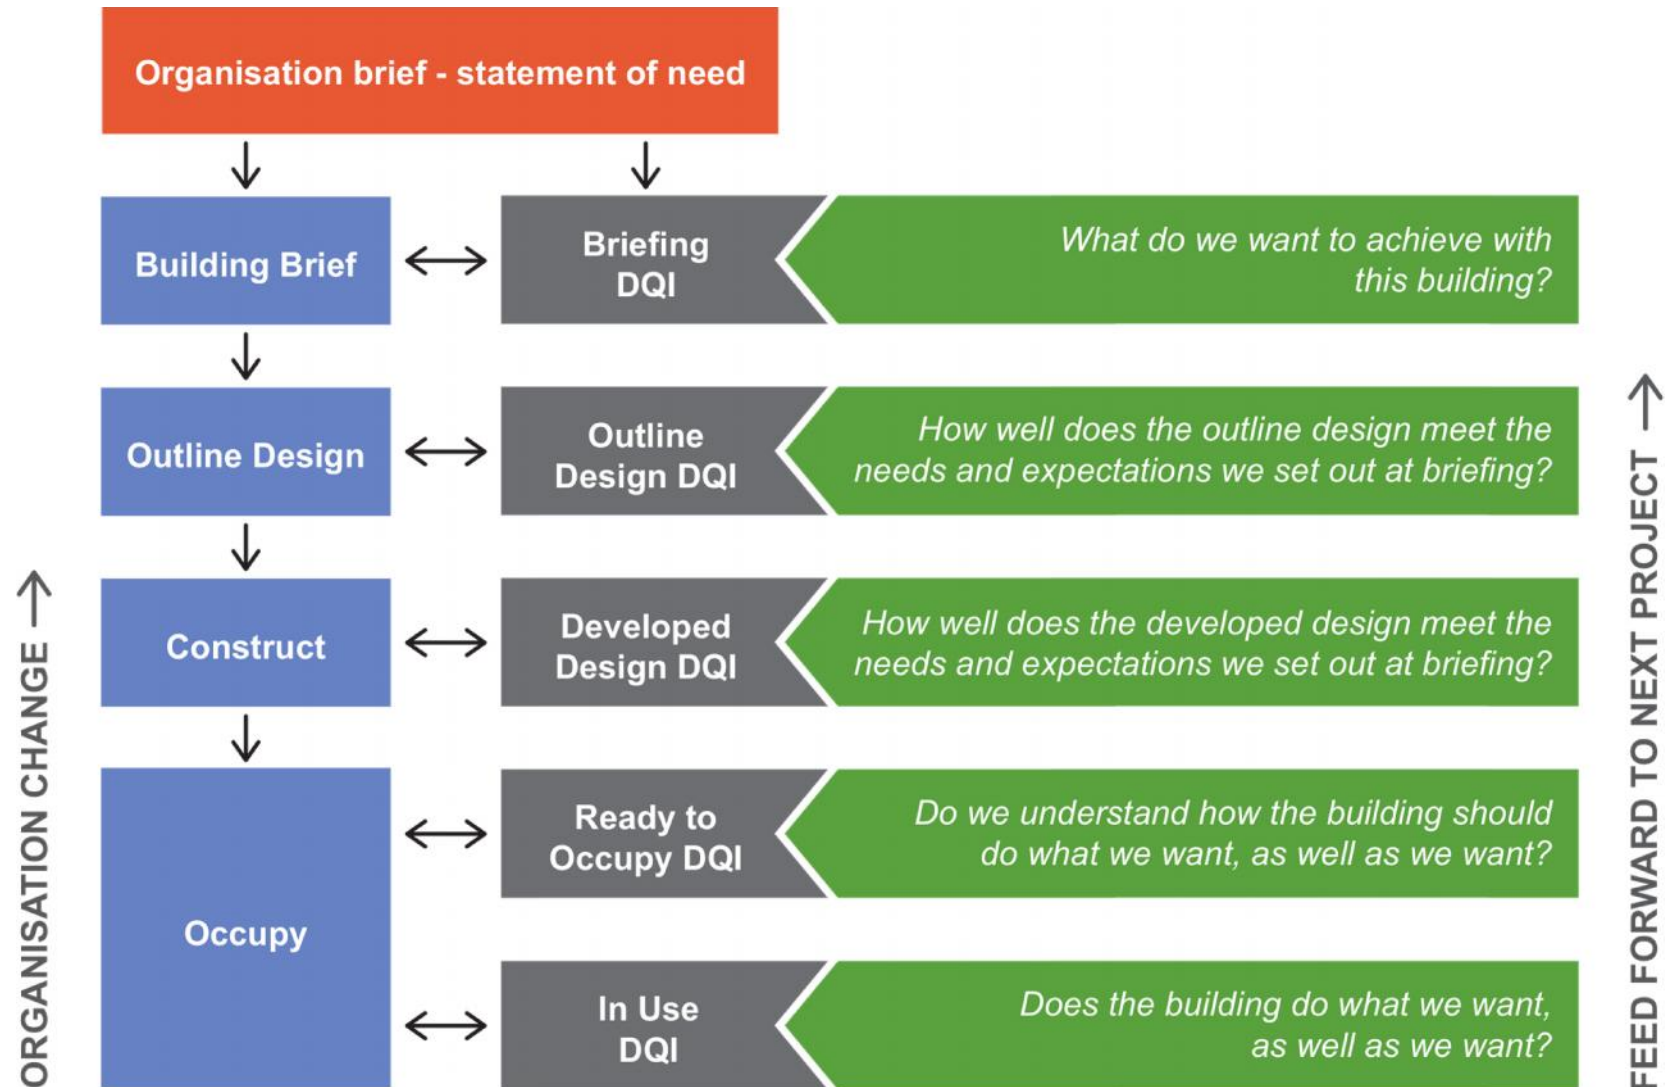 Organisation brief - statement of need
Building Brief
Briefing
DQI
What do we want to achieve with
this building?
Outline Design
Outline
Design DQI
How well does the outline design meet the
needs and expectations we set out at briefing?
Construct
Developed
Design DQI
How well does the developed design meet the
needs and expectations we set out at briefing?
Occupy
Ready to
Occupy DQI
Do we understand how the building should
do what we want, as well as we want?
In Use
DQI
Does the building do what we want,
as well as we want?
ORGANISATION CHANGE
FEED FORWARD TO NEXT PROJECT